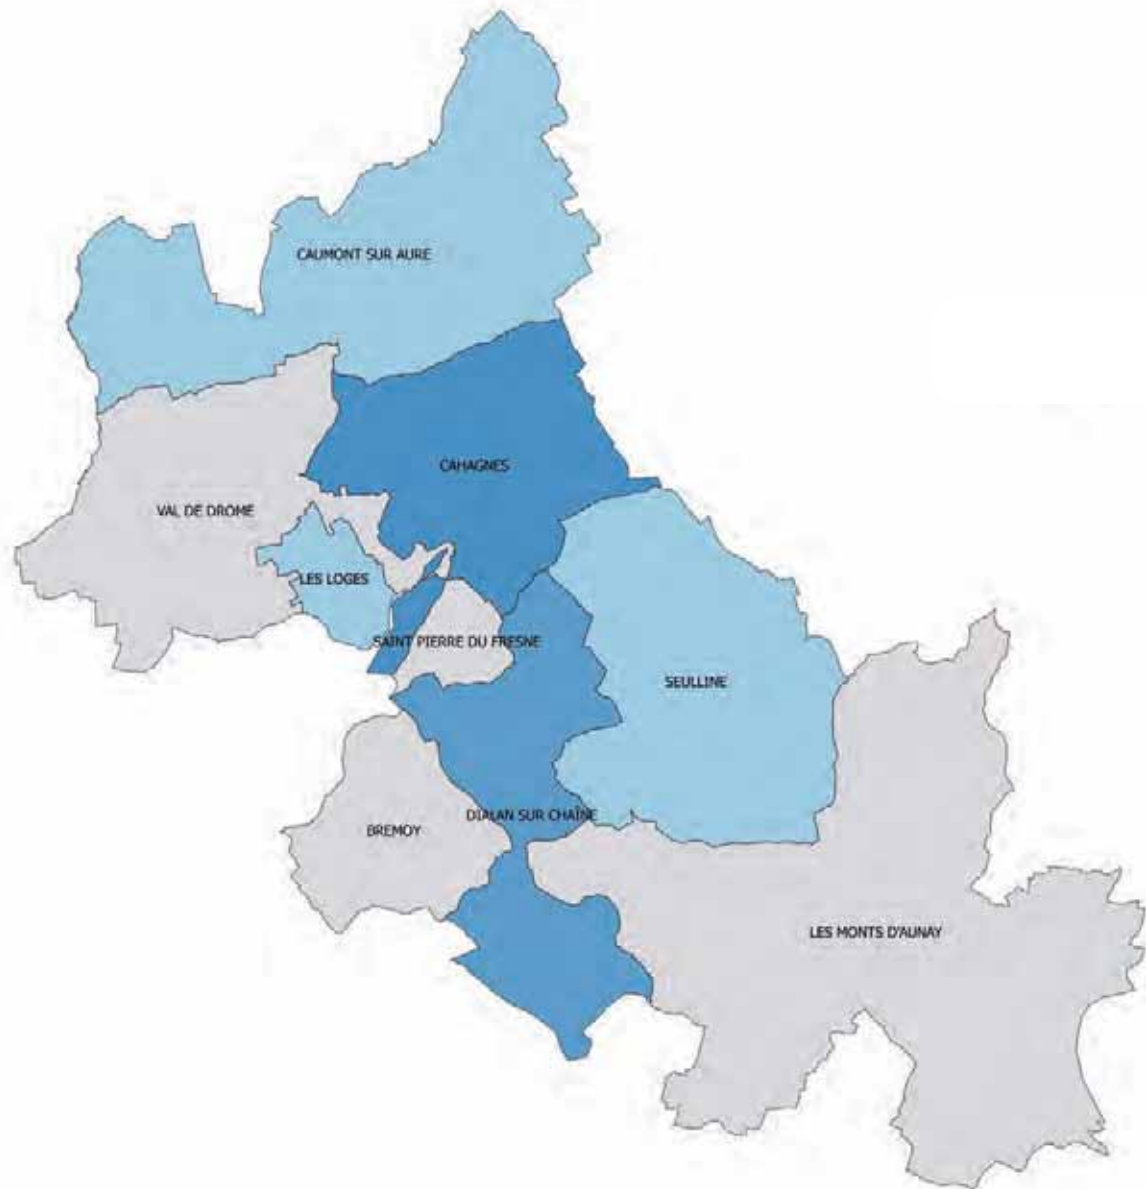 CAUMONT SUR AURE
CAHAGNES
VAL DE DROME
LES LOGES
SAINT PIERRE DU FRESNE
SEULLINE
DIALAN SUR CHAÎNE
BREMOY
LES MONTS D'AUNAY